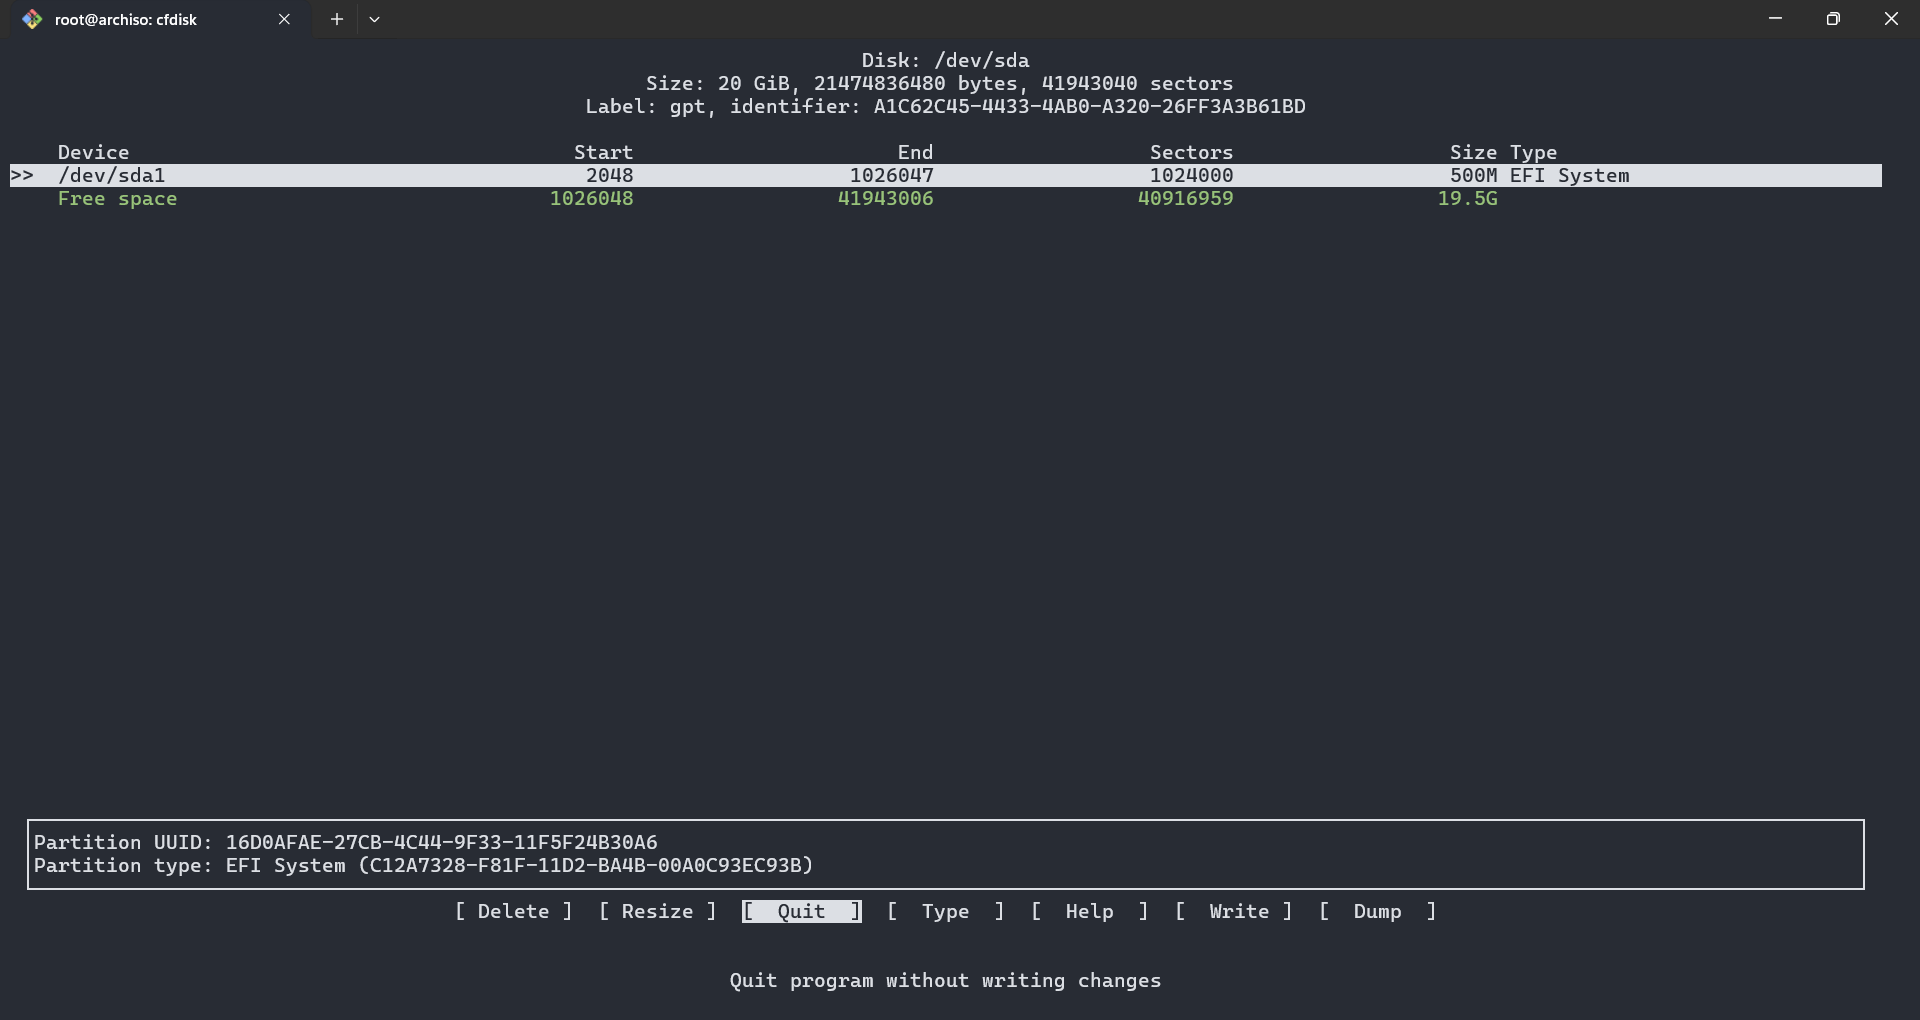 root@archiso: cfdisk
Disk: /dev/sda
Size: 20 GiB, 21474836480 bytes, 41943040 sectors
Label: gpt, identifier: A1C62C45-4433-4AB0-A320-26FF3A3B61BD
Device Start End Sectors Size Type
>> /dev/sda1 2048 1026047 1024000 500M EFI System
Free space 1026048 41943006 40916959 19.5G
Partition UUID: 16D0AFAE-27CB-4C44-9F33-11F5F24B30A6
Partition type: EFI System (C12A7328-F81F-11D2-BA4B-00A0C93EC93B)
[ Delete ] [ Resize ] [ Quit ] [ Type ] [ Help ] [ Write ] [ Dump ]
Quit program without writing changes